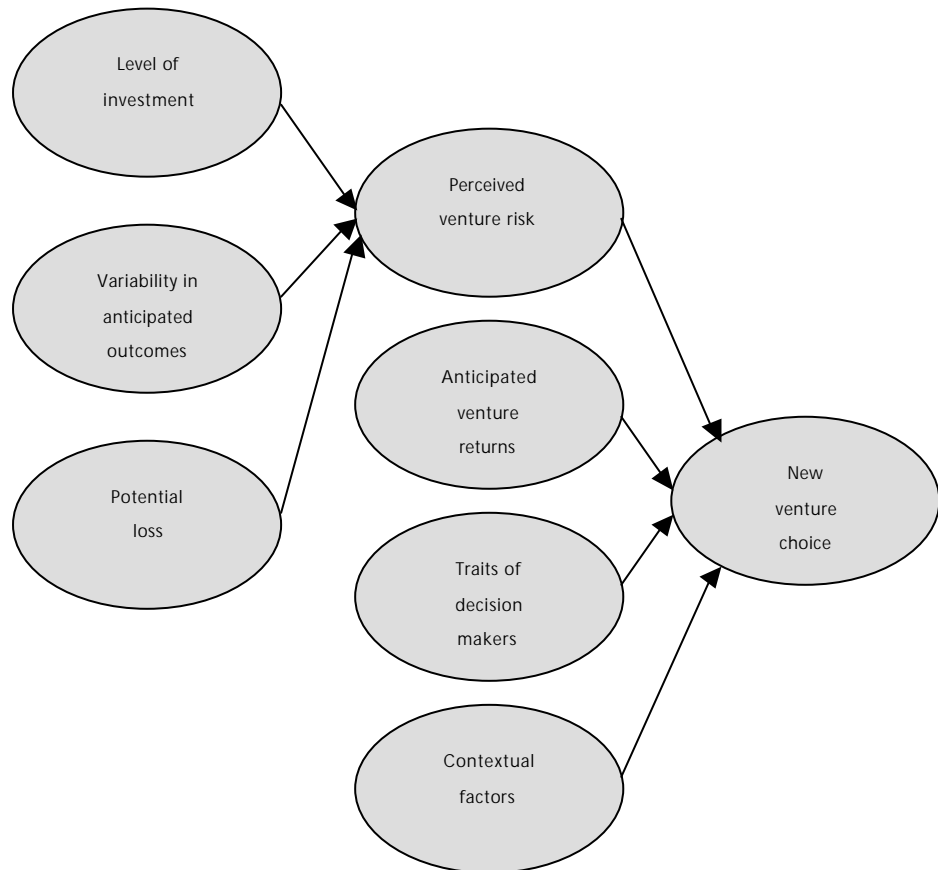 Level of
investment
Variability in
anticipated
outcomes
Potential
loss
Perceived
venture risk
Anticipated
venture
returns
Traits of
decision
makers
Contextual
factors
New
venture
choice